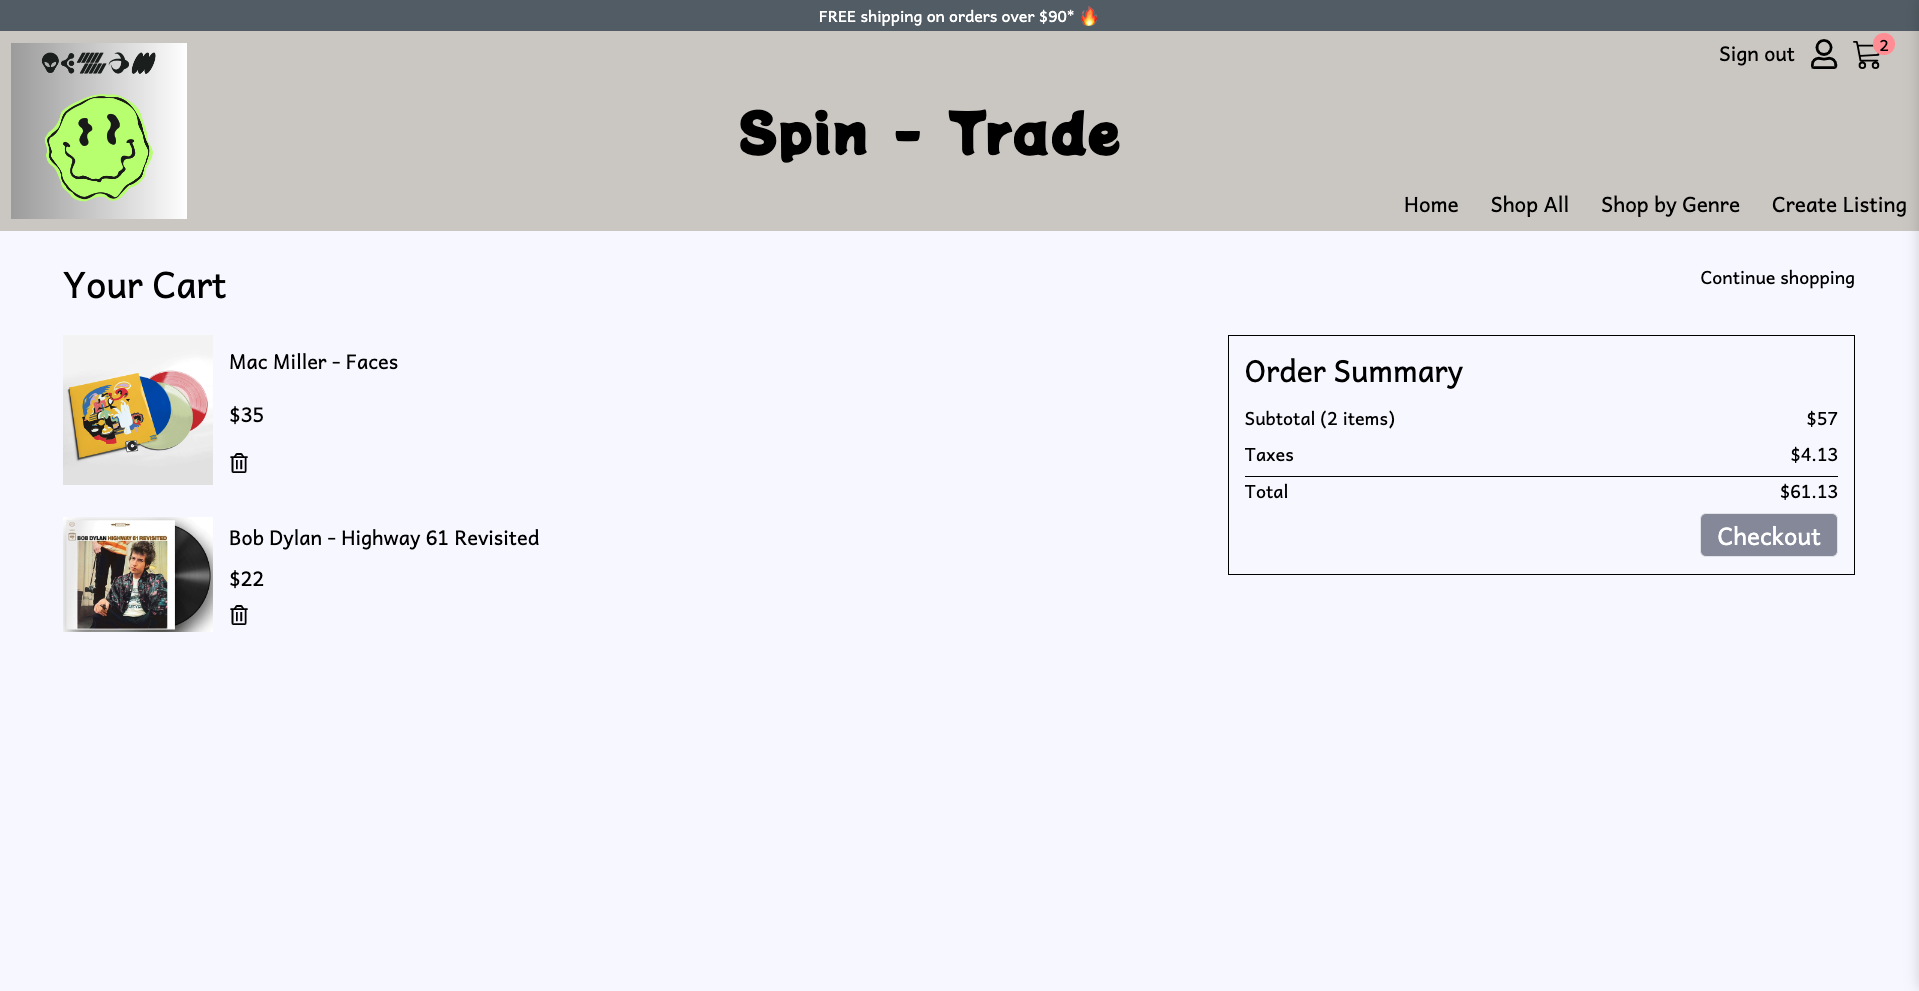 FREE shipping on orders over $90* 🔥
Sign out
2
Spin - Trade
Home Shop All Shop by Genre Create Listing
Your Cart
Continue shopping
Mac Miller - Faces
$35
BOB DYLAN HIGHWAY 61 REVISITED
Bob Dylan - Highway 61 Revisited
$22
Order Summary
Subtotal (2 items) $57
Taxes $4.13
Total $61.13
Checkout